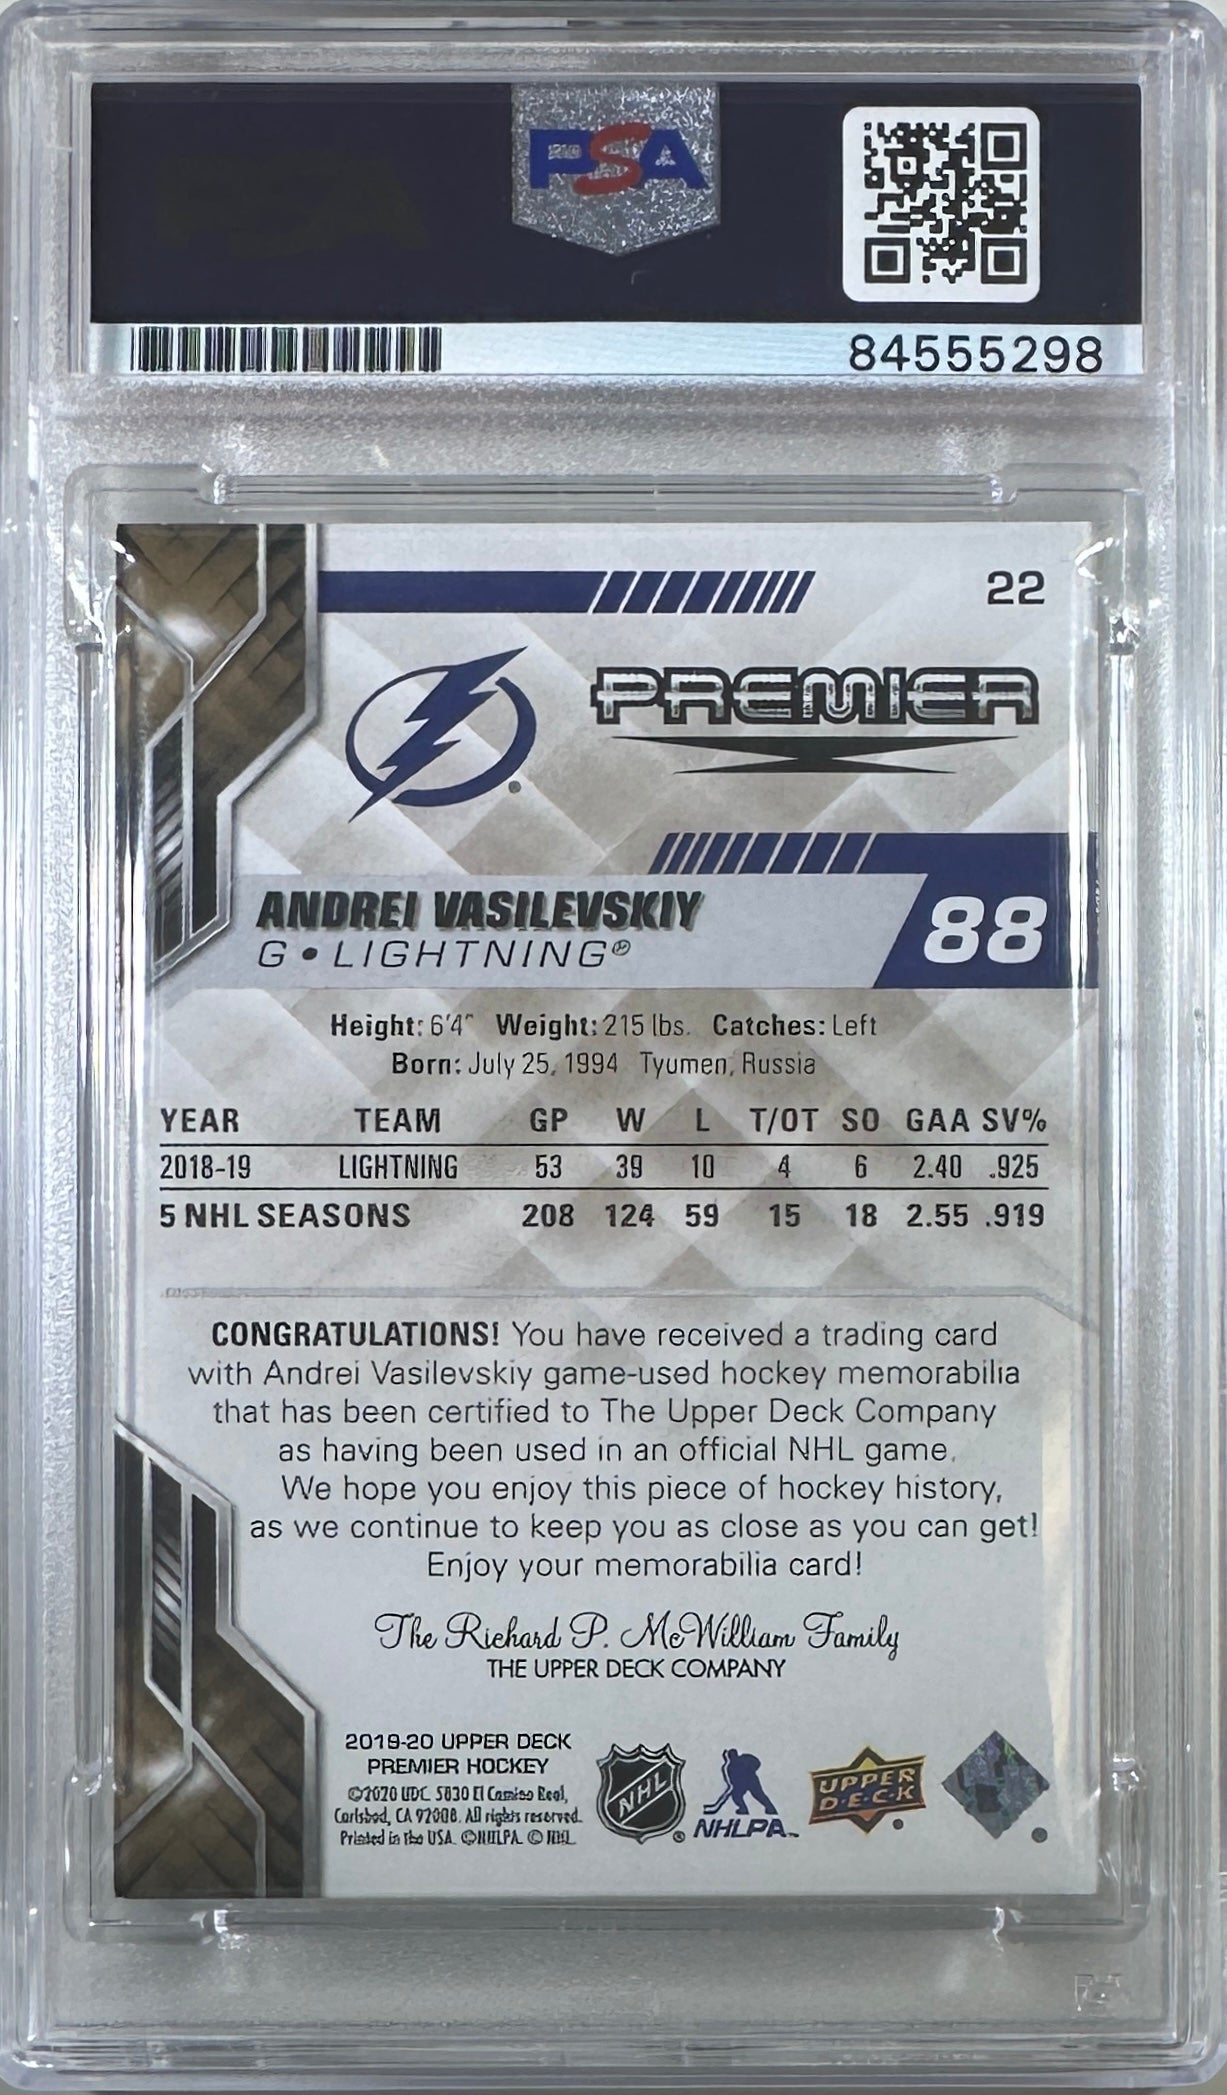 PSA
84555298
22
PREMIER
ANDREI VASILEVSKIY
88
G • LIGHTNING®
Height: 6'4" Weight: 215 lbs. Catches: Left
Born: July 25, 1994 Tyumen, Russia
YEAR TEAM GP W L T/OT SO GAA SV%
2018-19 LIGHTNING 53 39 10 4 6 2.40 .925
5 NHL SEASONS 208 124 59 15 18 2.55 .919
CONGRATULATIONS! You have received a trading card
with Andrei Vasilevskiy game-used hockey memorabilia
that has been certified to The Upper Deck Company
as having been used in an official NHL game.
We hope you enjoy this piece of hockey history,
as we continue to keep you as close as you can get!
Enjoy your memorabilia card!
The Richard P. McWilliam Family
THE UPPER DECK COMPANY
2019-20 UPPER DECK
PREMIER HOCKEY
©2020 UDC. 5830 El Camino Real,
Carlsbad, CA 92008. All rights reserved.
Printed in the USA. ©NHLPA. © NHL.
NHL
NHLPA
UPPER
DECK